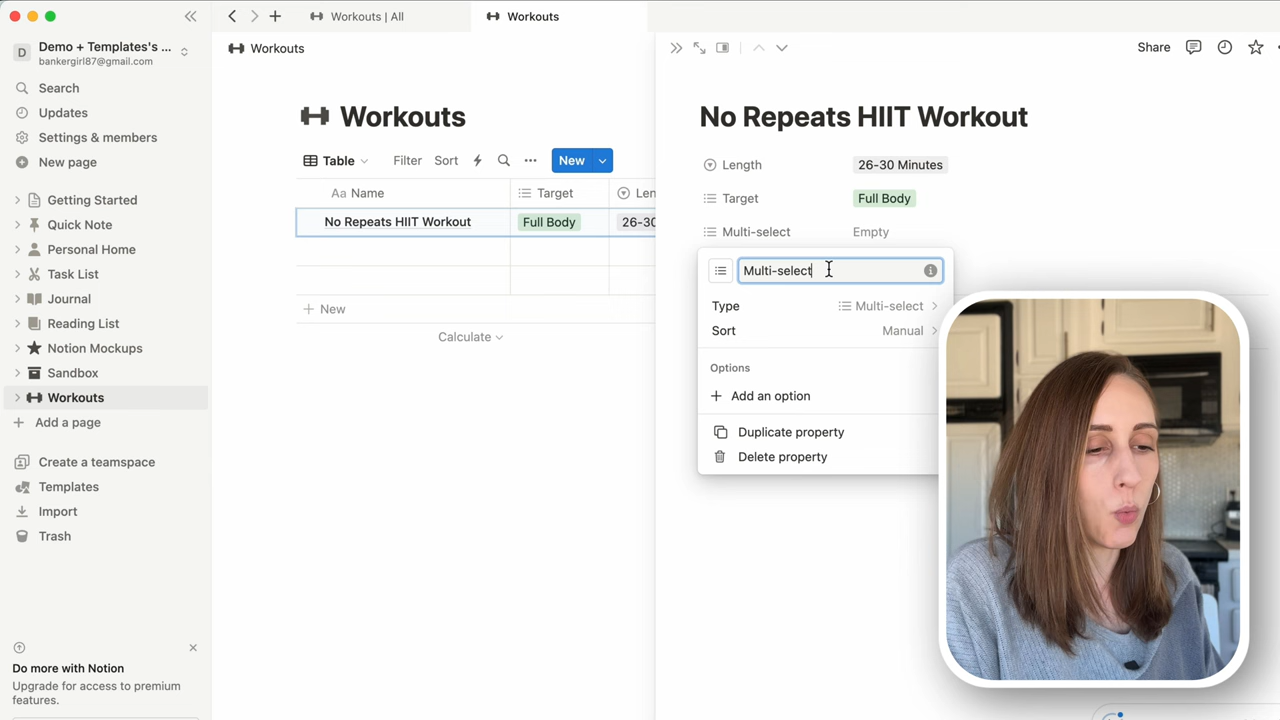 Workouts | All
Workouts
D
Demo + Templates's ...
bankergirl87@gmail.com
Search
Updates
Settings & members
New page
Getting Started
Quick Note
Personal Home
Task List
Journal
Reading List
Notion Mockups
Sandbox
Workouts
Add a page
Create a teamspace
Templates
Import
Trash
Do more with Notion
Upgrade for access to premium
features.
Workouts
Workouts
Table
Filter
Sort
New
Aa Name
Target
Len
No Repeats HIIT Workout
Full Body
26-30
+ New
Calculate
Share
No Repeats HIIT Workout
Length
26-30 Minutes
Target
Full Body
Multi-select
Empty
Multi-select
Type
Multi-select
Sort
Manual
Options
Add an option
Duplicate property
Delete property